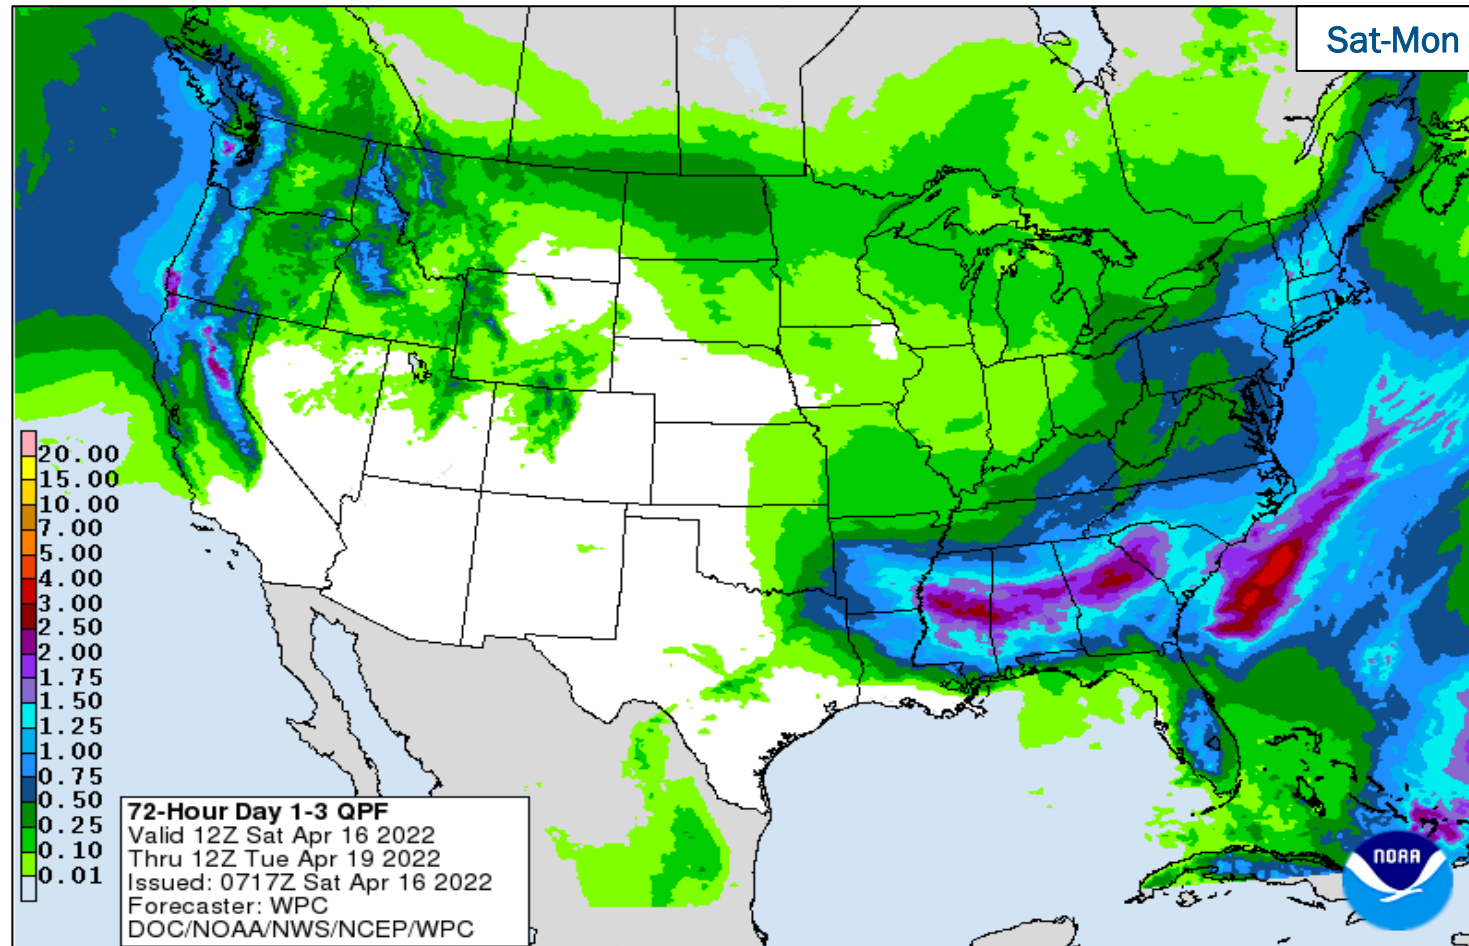 Sat-Mon
20.00
15.00
10.00
7.00
5.00
4.00
3.00
2.50
2.00
1.75
1.50
1.25
1.00
0.75
0.50
0.25
0.10
0.01
72-Hour Day 1-3 QPF
Valid 12Z Sat Apr 16 2022
Thru 12Z Tue Apr 19 2022
Issued: 0717Z Sat Apr 16 2022
Forecaster: WPC
DOC/NOAA/NWS/NCEP/WPC
NOAA